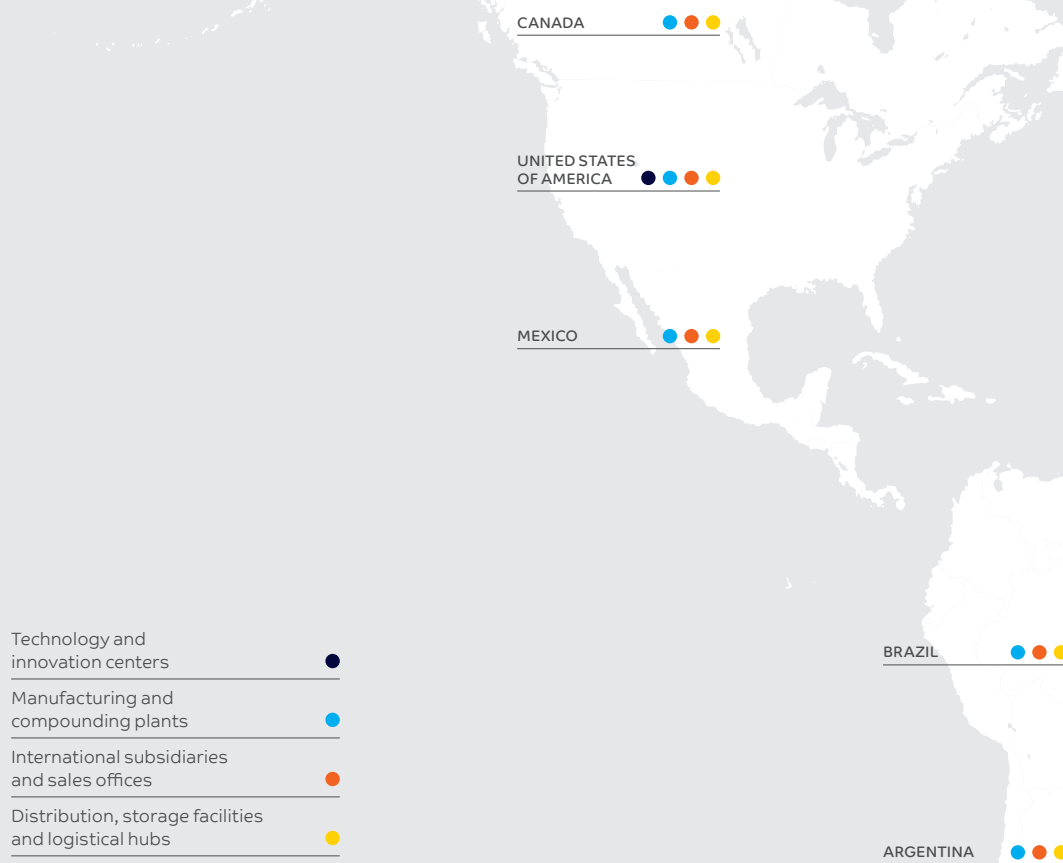 CANADA
UNITED STATES
OF AMERICA
MEXICO
Technology and
innovation centers
Manufacturing and
compounding plants
International subsidiaries
and sales offices
Distribution, storage facilities
and logistical hubs
BRAZIL
ARGENTINA